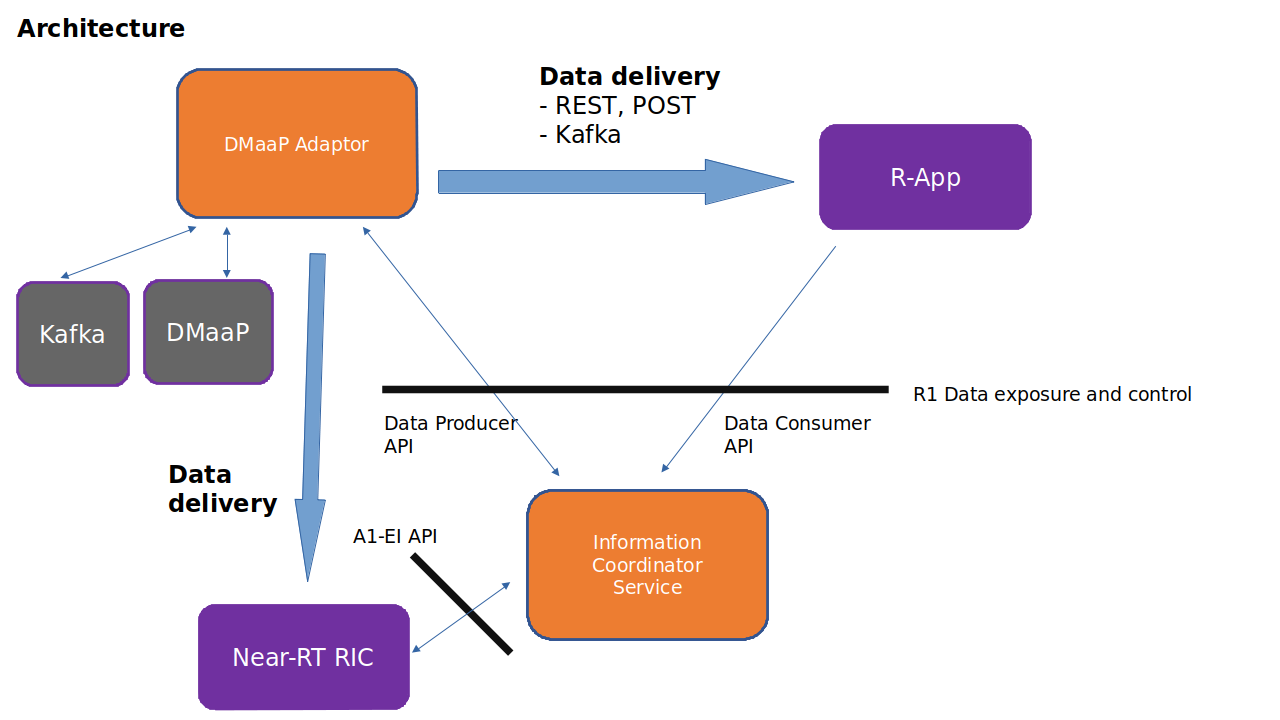 Architecture
Data delivery
- REST, POST
- Kafka
DMaaP Adaptor
R-App
Kafka
DMaaP
R1 Data exposure and control
Data Producer
API
Data Consumer
API
Data
delivery
A1-EI API
Information
Coordinator
Service
Near-RT RIC